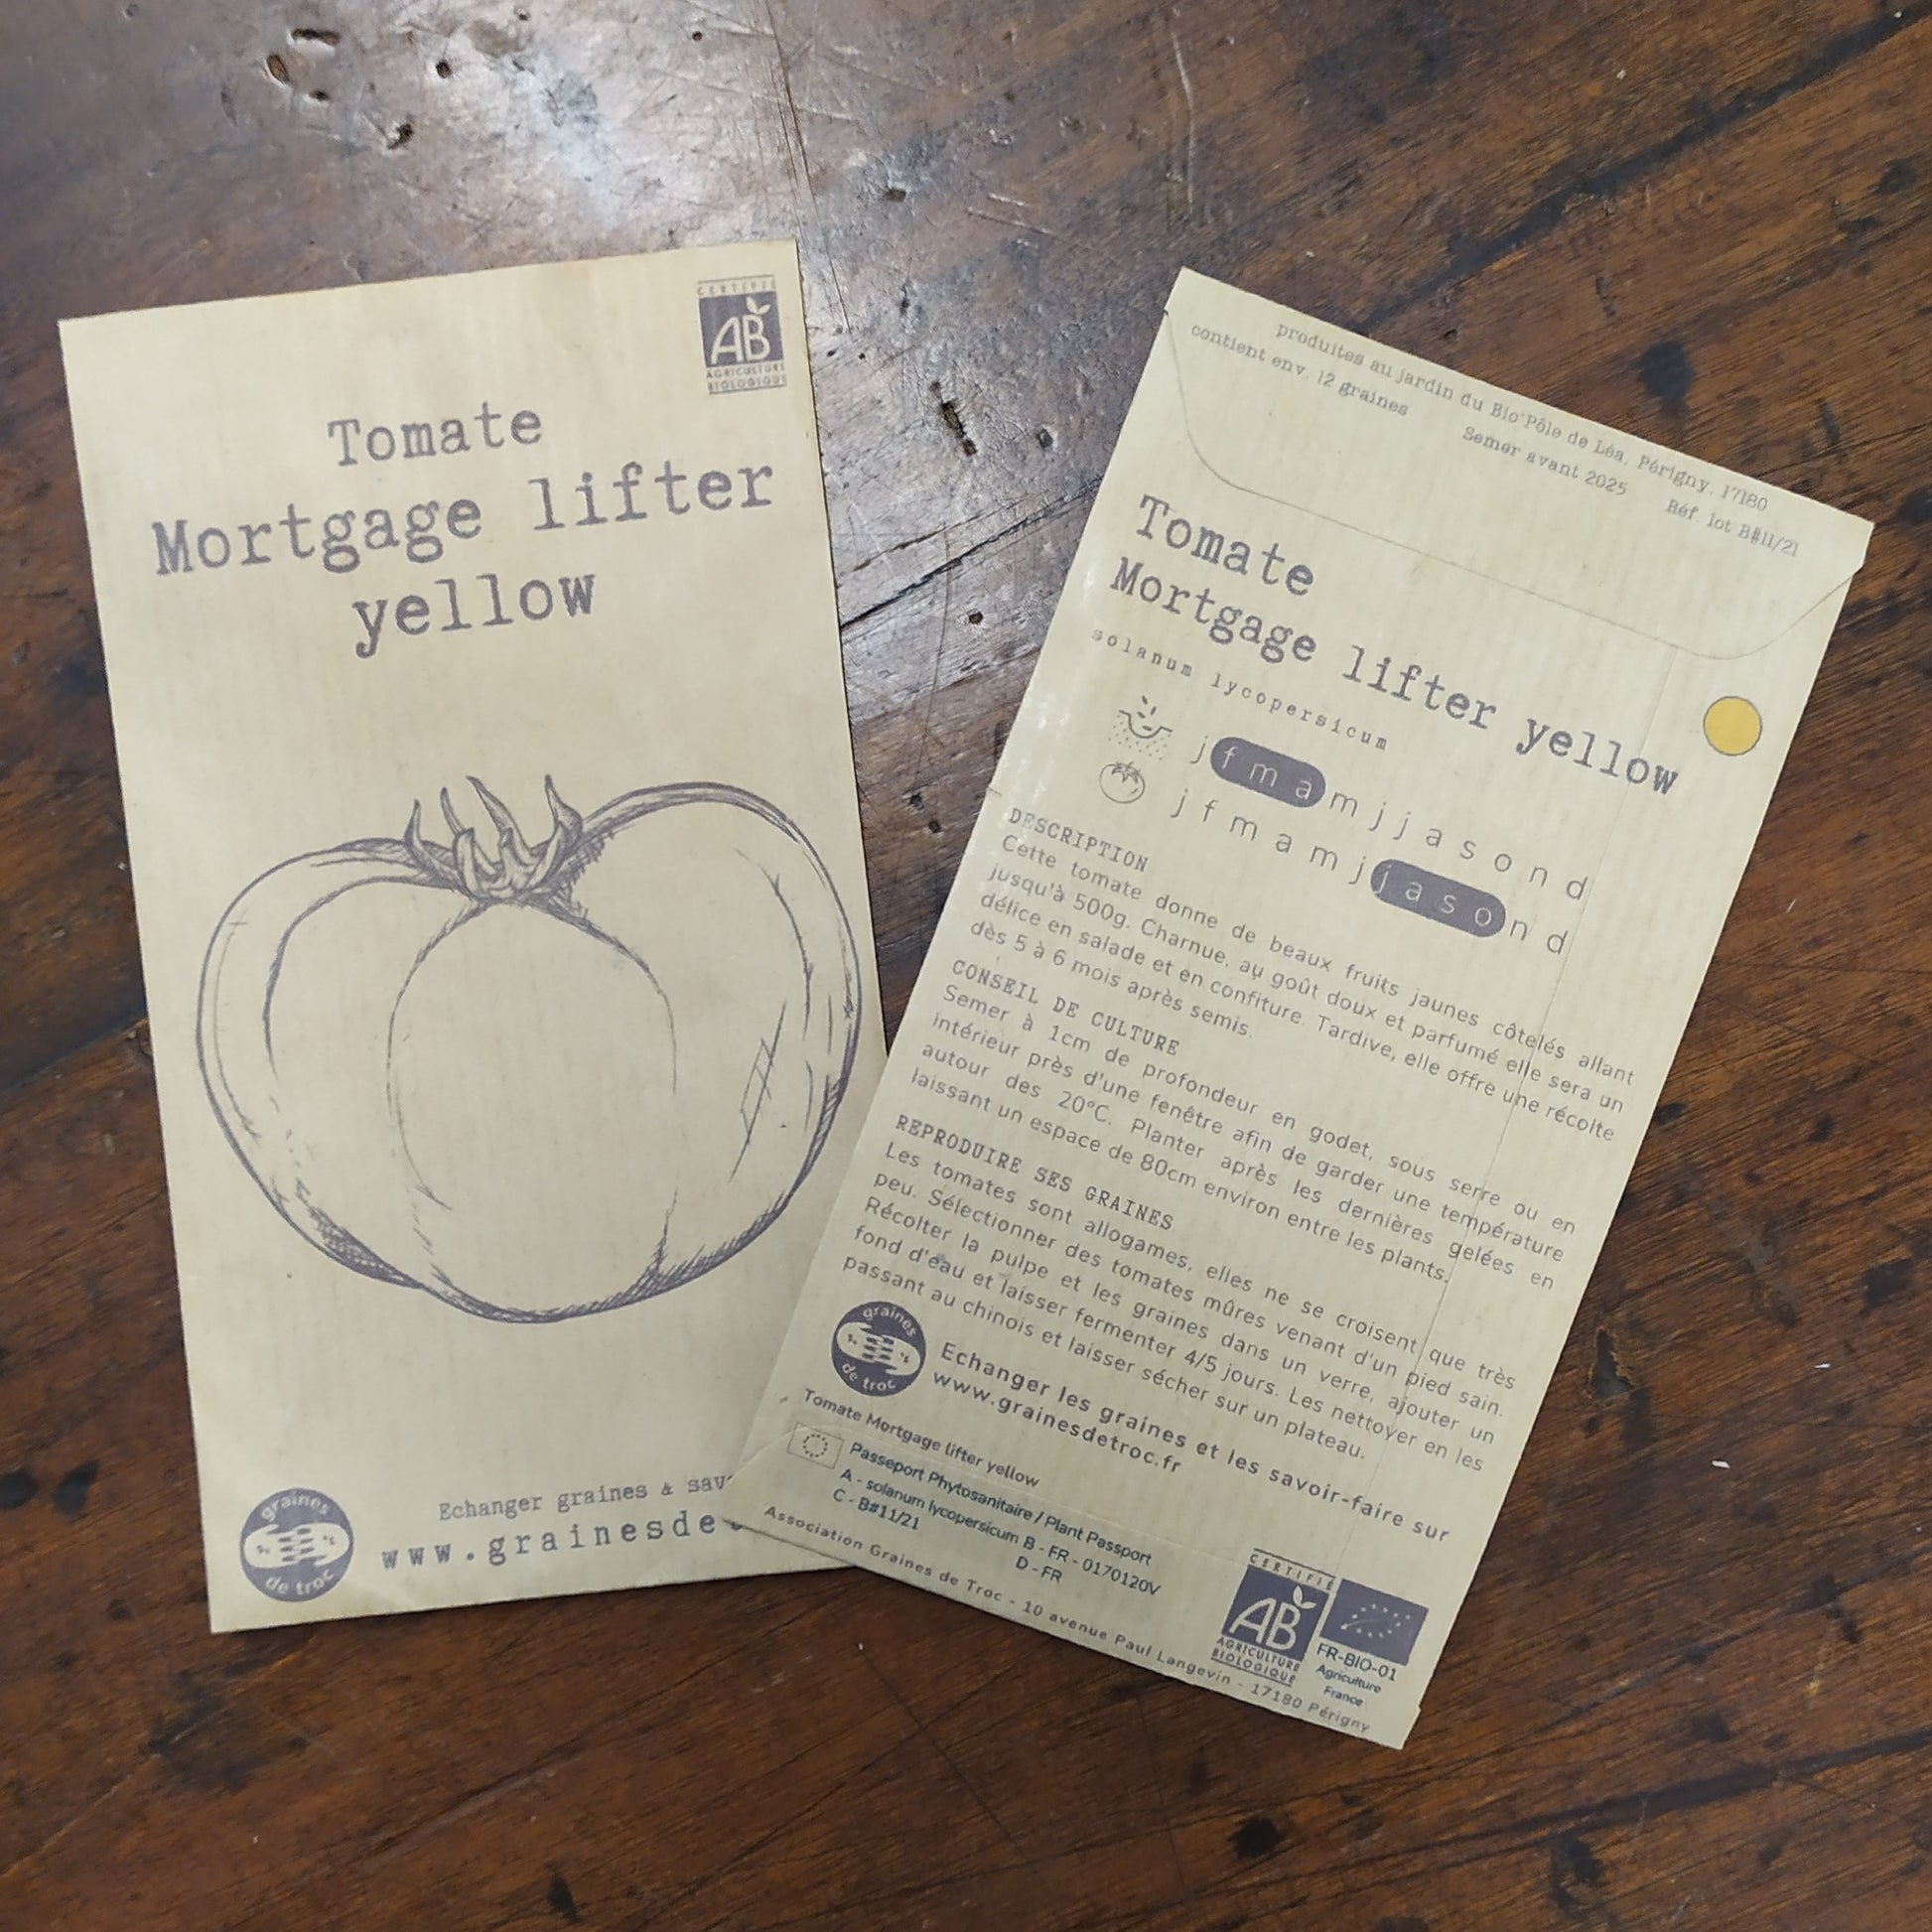 CERTIFIÉ
AB
AGRICULTURE
BIOLOGIQUE
Tomate
Mortgage lifter
yellow
graines
de troc
Echanger graines & sav
www.grainesde
produites au jardin du Bio'Pôle de Léa, Périgny, 17180
contient env. 12 graines
Semer avant 2025
Réf. lot B#11/21
Tomate
Mortgage lifter yellow
solanum lycopersicum
j f m a m j j a s o n d
j f m a m j j a s o n d
DESCRIPTION
Cette tomate donne de beaux fruits jaunes côtelés allant
jusqu'à 500g. Charnue, au goût doux et parfumé elle sera un
délice en salade et en confiture. Tardive, elle offre une récolte
dès 5 à 6 mois après semis.
CONSEIL DE CULTURE
Semer à 1cm de profondeur en godet, sous serre ou en
intérieur près d'une fenêtre afin de garder une température
autour des 20°C. Planter après les dernières gelées en
laissant un espace de 80cm environ entre les plants.
REPRODUIRE SES GRAINES
Les tomates sont allogames, elles ne se croisent que très
peu. Sélectionner des tomates mûres venant d'un pied sain.
Récolter la pulpe et les graines dans un verre, ajouter un
fond d'eau et laisser fermenter 4/5 jours. Les nettoyer en les
passant au chinois et laisser sécher sur un plateau.
graines
de troc
Echanger les graines et les savoir-faire sur
www.grainesdetroc.fr
Tomate Mortgage lifter yellow
Passeport Phytosanitaire / Plant Passport
A - solanum lycopersicum B - FR - 0170120V
C - B#11/21 D - FR
CERTIFIÉ
AB
AGRICULTURE
BIOLOGIQUE
FR-BIO-01
Agriculture
France
Association Graines de Troc - 10 avenue Paul Langevin - 17180 Périgny